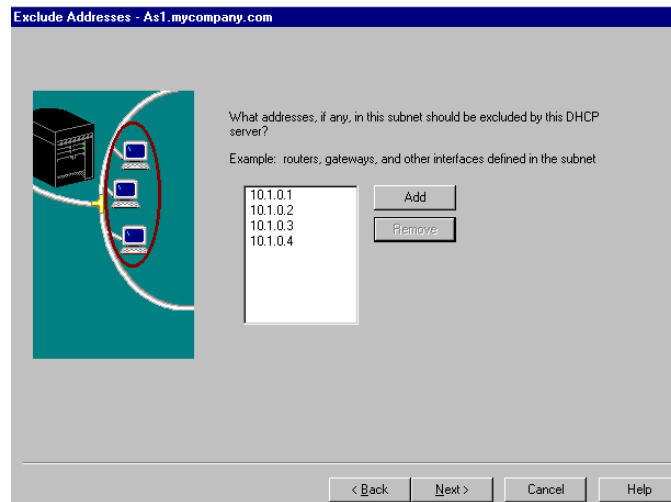 Exclude Addresses - As1.mycompany.com
What addresses, if any, in this subnet should be excluded by this DHCP
server?
Example: routers, gateways, and other interfaces defined in the subnet
10.1.0.1
10.1.0.2
10.1.0.3
10.1.0.4
Add
Remove
< Back
Next >
Cancel
Help